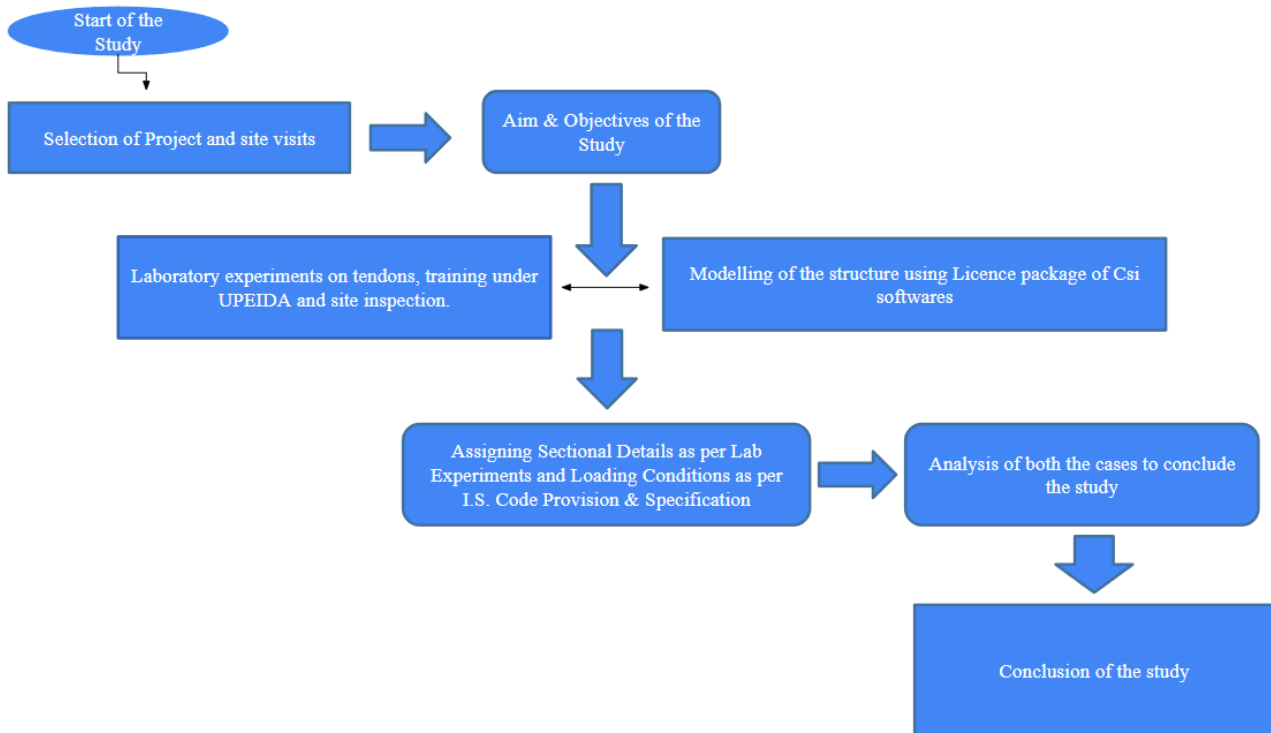 Start of the
Study
Selection of Project and site visits
Aim & Objectives of the
Study
Laboratory experiments on tendons, training under
UPEIDA and site inspection.
Modelling of the structure using Licence package of Csi
softwares
Assigning Sectional Details as per Lab
Experiments and Loading Conditions as per
I.S. Code Provision & Specification
Analysis of both the cases to conclude
the study
Conclusion of the study